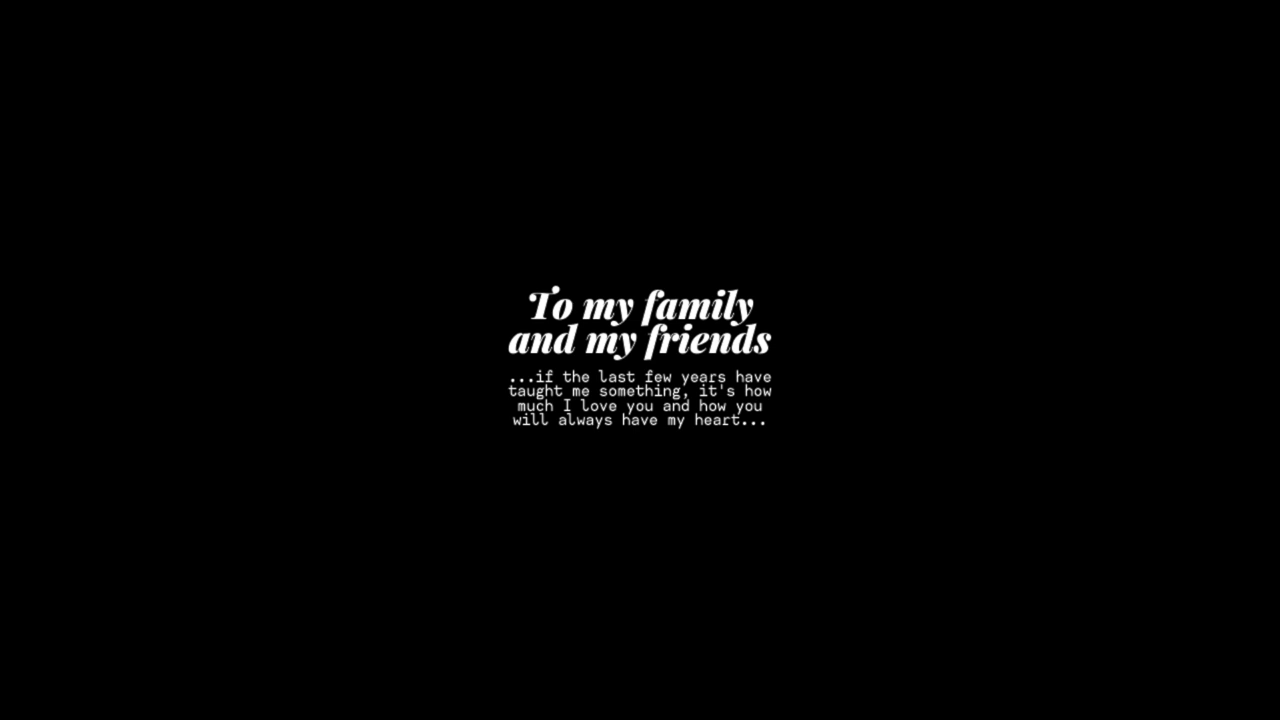 To my family
and my friends
...if the last few years have
taught me something, it's how
much I love you and how you
will always have my heart...